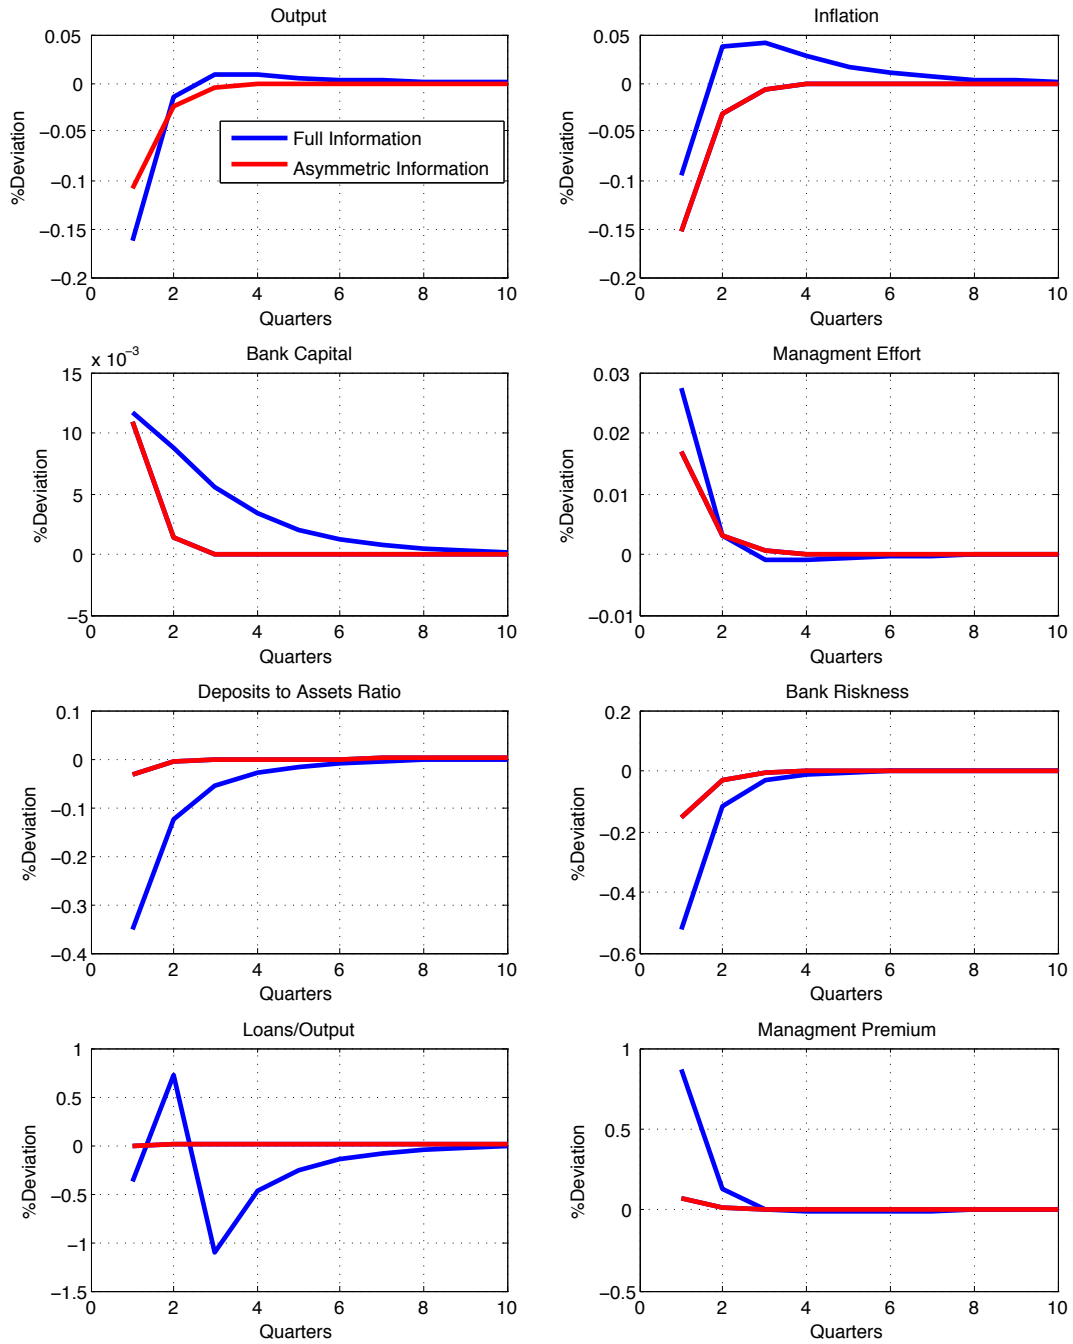 Output
0.05
0
−0.05
−0.1
−0.15
−0.2
%Deviation
Full Information
Asymmetric Information
0 2 4 6 8 10
Quarters
Inflation
0.05
0
−0.05
−0.1
−0.15
−0.2
%Deviation
0 2 4 6 8 10
Quarters
Bank Capital
x 10−3
15
10
5
0
−5
%Deviation
0 2 4 6 8 10
Quarters
Managment Effort
0.03
0.02
0.01
0
−0.01
%Deviation
0 2 4 6 8 10
Quarters
Deposits to Assets Ratio
0.1
0
−0.1
−0.2
−0.3
−0.4
%Deviation
0 2 4 6 8 10
Quarters
Bank Riskness
0.2
0
−0.2
−0.4
−0.6
%Deviation
0 2 4 6 8 10
Quarters
Loans/Output
1
0.5
0
−0.5
−1
−1.5
%Deviation
0 2 4 6 8 10
Quarters
Managment Premium
1
0.5
0
−0.5
%Deviation
0 2 4 6 8 10
Quarters